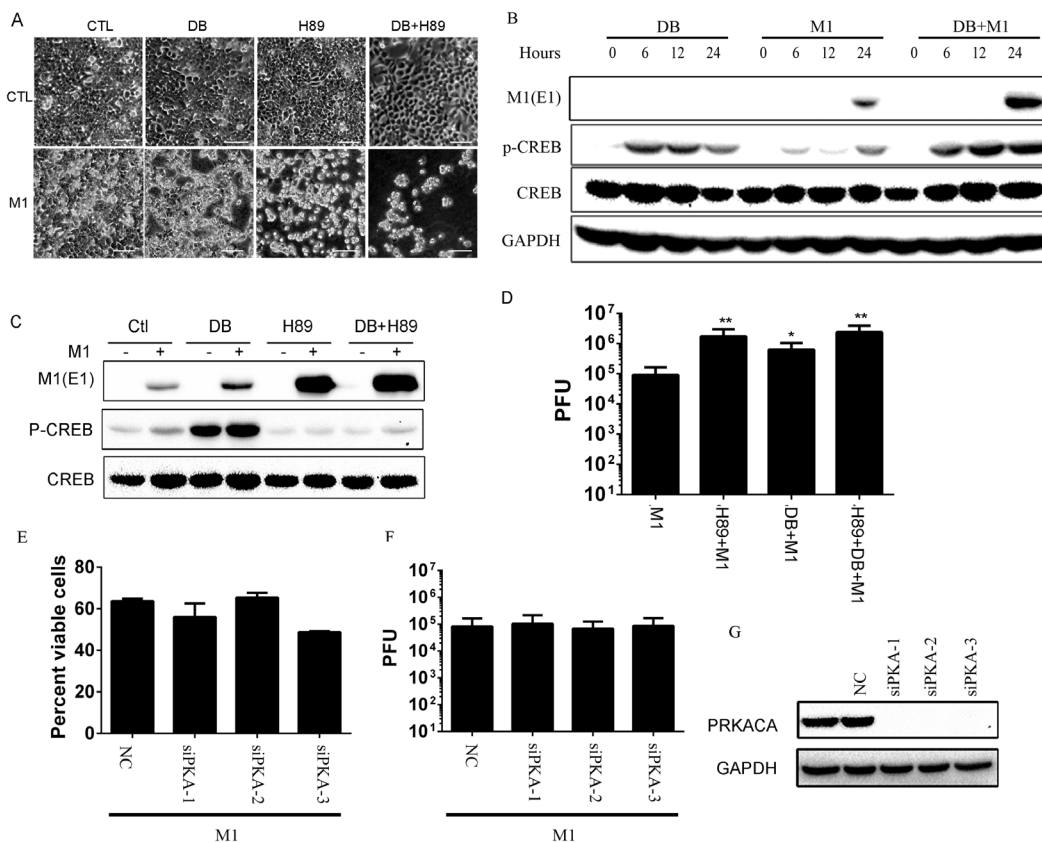 A
CTL DB H89 DB+H89
CTL
M1
B
DB M1 DB+M1
Hours 0 6 12 24 0 6 12 24 0 6 12 24
M1(E1)
p-CREB
CREB
GAPDH
C
Ctl DB H89 DB+H89
M1 - + - + - + - +
M1(E1)
P-CREB
CREB
D
PFU
10^7
10^6
10^5
10^4
10^3
10^2
10^1
** * **
.M1 .H89+M1 .DB+M1 .H89+DB+M1
E
Percent viable cells
80
60
40
20
0
NC siPKA-1 siPKA-2 siPKA-3
M1
F
PFU
10^7
10^6
10^5
10^4
10^3
10^2
10^1
NC siPKA-1 siPKA-2 siPKA-3
M1
G
NC siPKA-1 siPKA-2 siPKA-3
PRKACA
GAPDH